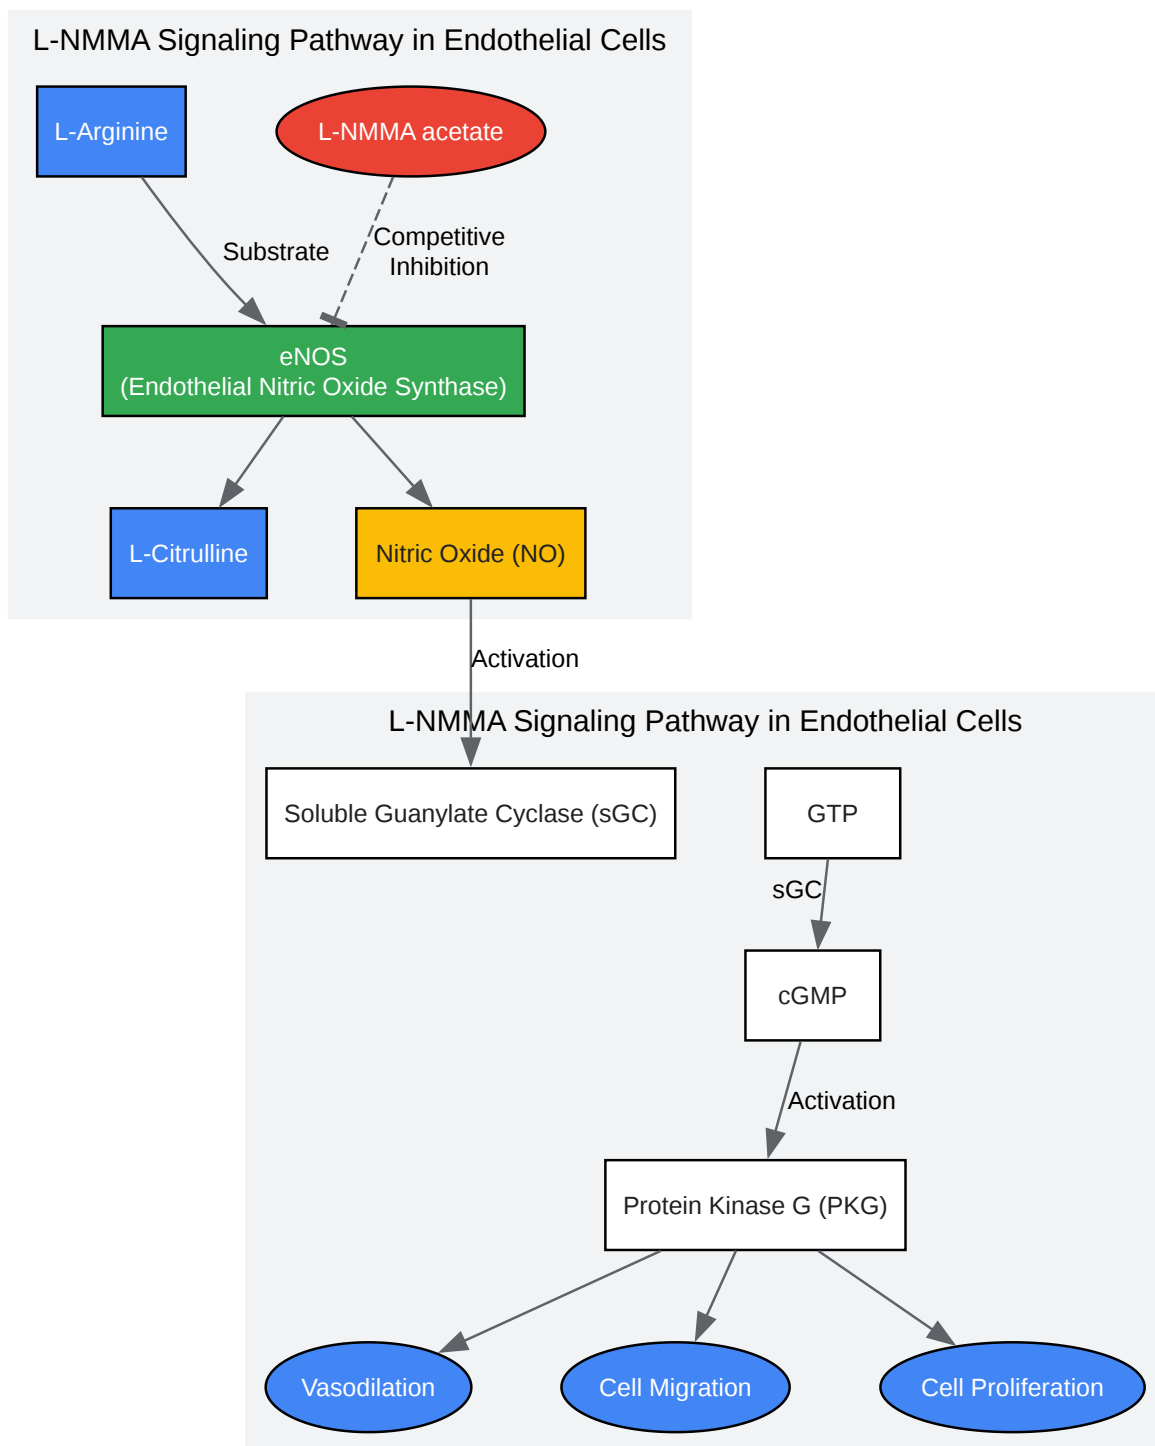 L-NMMA Signaling Pathway in Endothelial Cells
L-Arginine
L-NMMA acetate
Substrate
Competitive
Inhibition
eNOS
(Endothelial Nitric Oxide Synthase)
L-Citrulline
Nitric Oxide (NO)
Activation
L-NMMA Signaling Pathway in Endothelial Cells
Soluble Guanylate Cyclase (sGC)
GTP
sGC
cGMP
Activation
Protein Kinase G (PKG)
Vasodilation
Cell Migration
Cell Proliferation